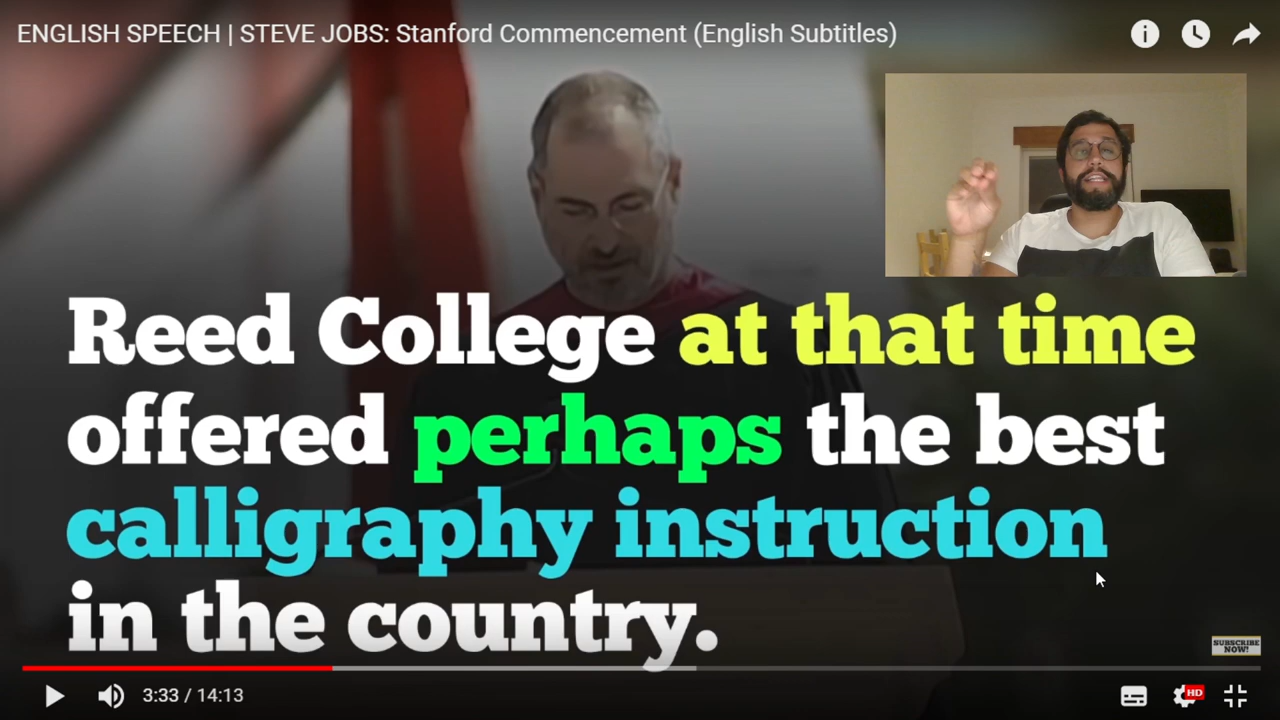 ENGLISH SPEECH | STEVE JOBS: Stanford Commencement (English Subtitles)
Reed College at that time
offered perhaps the best
calligraphy instruction
in the country.
SUBSCRIBE
NOW!
3:33 / 14:13
HD